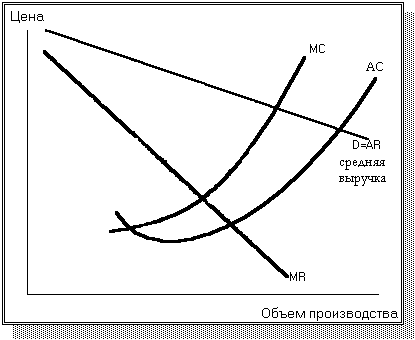 Цена
MC
AC
D=AR
средняя
выручка
MR
Объем производства